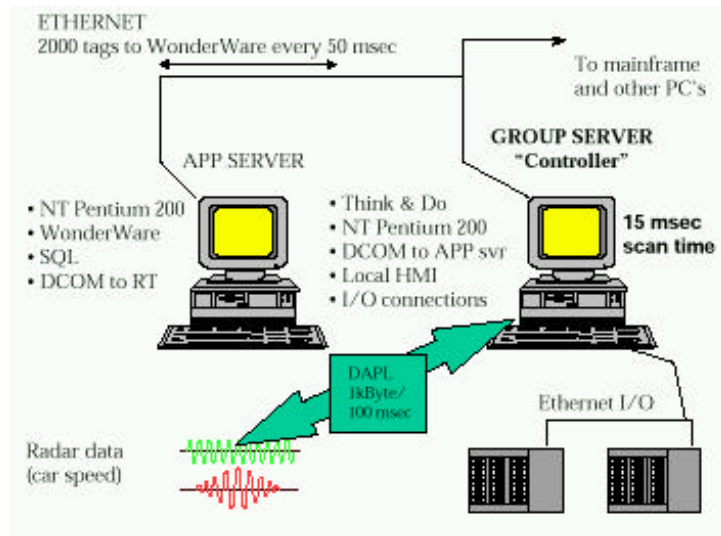 ETHERNET
2000 tags to WonderWare every 50 msec
To mainframe
and other PC's
GROUP SERVER
"Controller"
APP SERVER
• NT Pentium 200
• WonderWare
• SQL
• DCOM to RT
• Think & Do
• NT Pentium 200
• DCOM to APP svr
• Local HMI
• I/O connections
15 msec
scan time
DAPL
1kByte/
100 msec
Ethernet I/O
Radar data
(car speed)